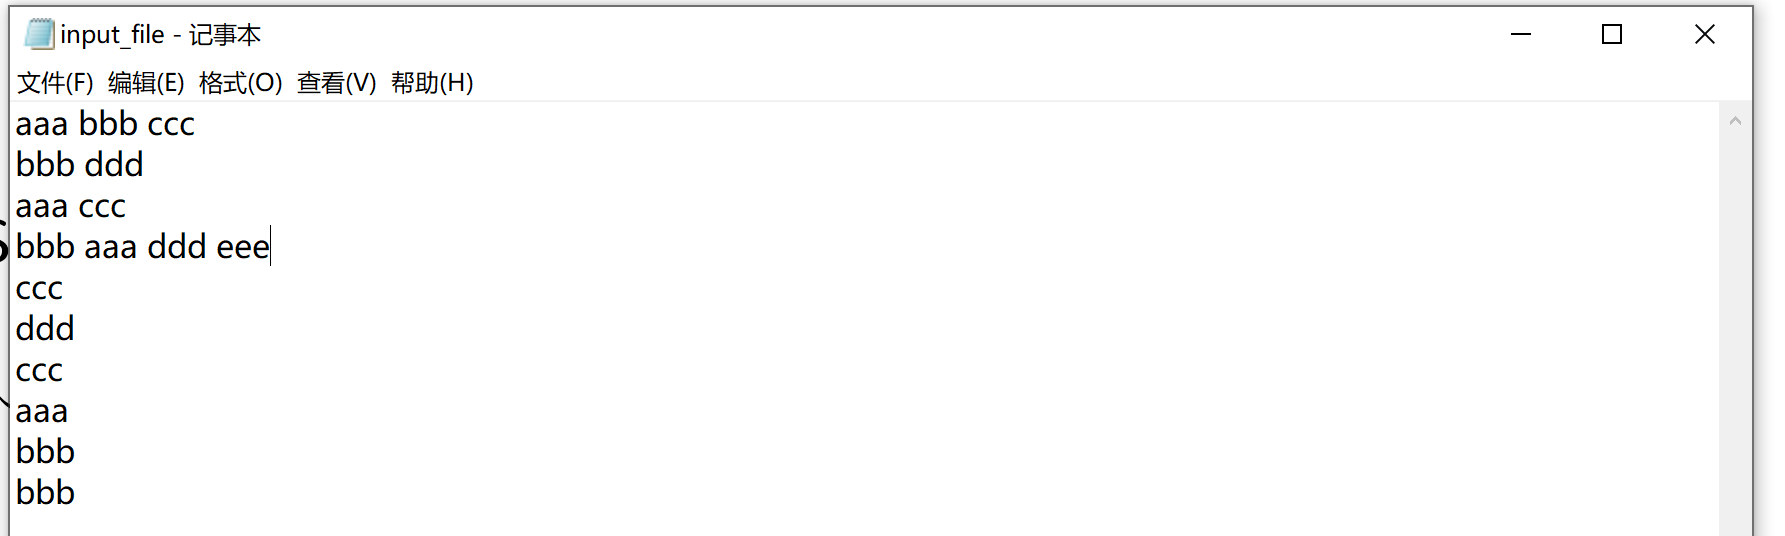 input_file - 记事本
文件(F) 编辑(E) 格式(O) 查看(V) 帮助(H)
aaa bbb ccc
bbb ddd
aaa ccc
bbb aaa ddd eee
ccc
ddd
ccc
aaa
bbb
bbb